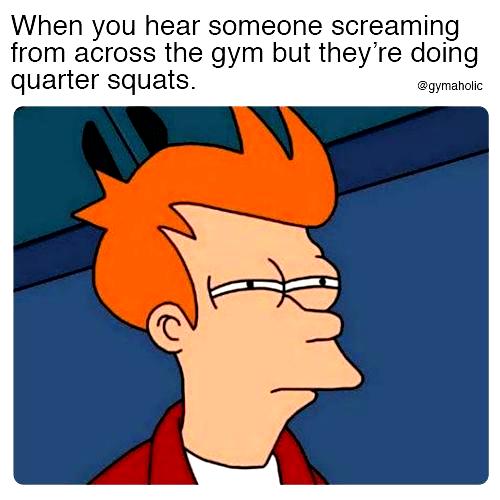 When you hear someone screaming
from across the gym but they’re doing
quarter squats.
@gymaholic